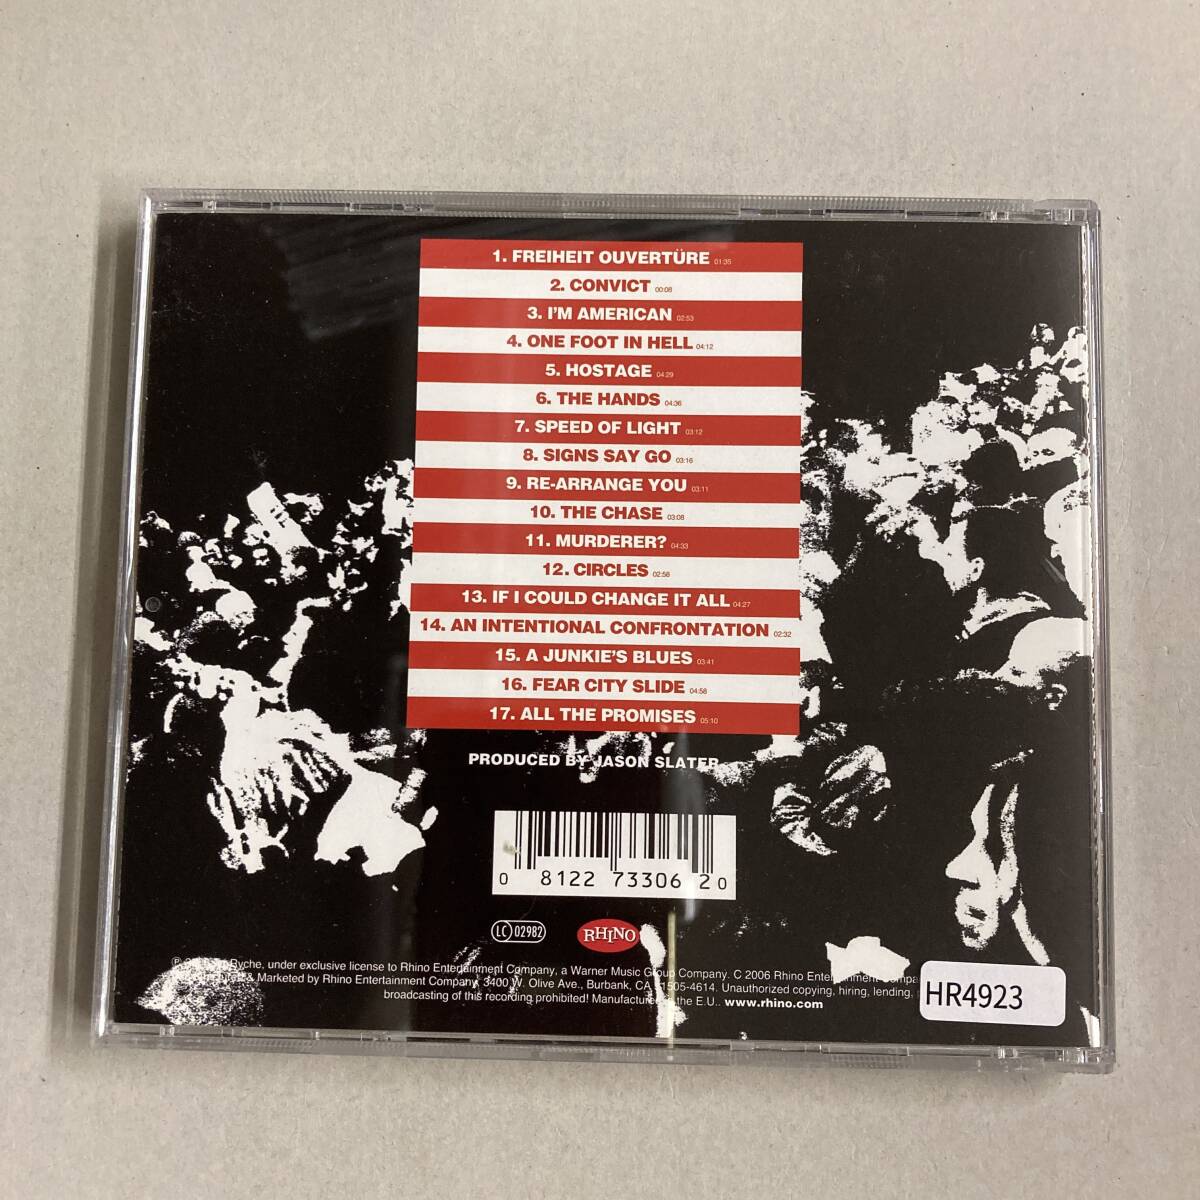 1. FREIHEIT OUVERTÜRE 01:35
2. CONVICT 00:08
3. I'M AMERICAN 02:53
4. ONE FOOT IN HELL 04:12
5. HOSTAGE 04:29
6. THE HANDS 04:36
7. SPEED OF LIGHT 03:12
8. SIGNS SAY GO 03:16
9. RE-ARRANGE YOU 03:11
10. THE CHASE 03:08
11. MURDERER? 04:33
12. CIRCLES 02:58
13. IF I COULD CHANGE IT ALL 04:27
14. AN INTENTIONAL CONFRONTATION 02:32
15. A JUNKIE'S BLUES 03:41
16. FEAR CITY SLIDE 04:58
17. ALL THE PROMISES 05:10
PRODUCED BY JASON SLATER
0 8122 73306 2 0
LC 02982
RHINO
Ryche, under exclusive license to Rhino Entertainment Company, a Warner Music Group Company. C 2006 Rhino Entertainment
& Marketed by Rhino Entertainment Company, 3400 W. Olive Ave., Burbank, CA 91505-4614. Unauthorized copying, hiring, lending,
broadcasting of this recording prohibited! Manufactured in the E.U.. www.rhino.com
HR4923